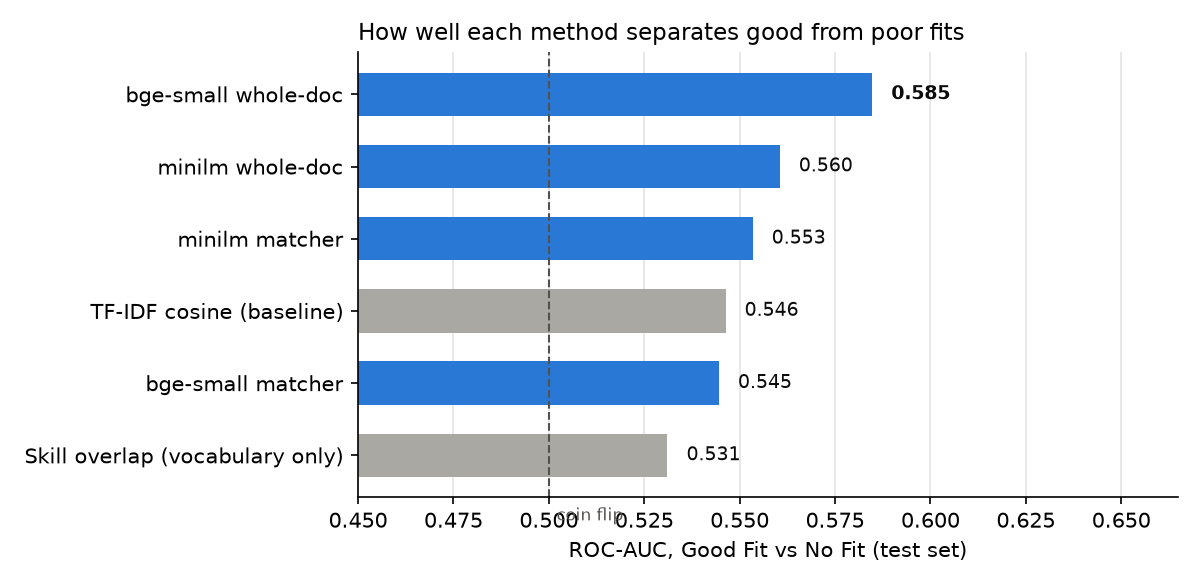 How well each method separates good from poor fits
bge-small whole-doc
0.585
minilm whole-doc
0.560
minilm matcher
0.553
TF-IDF cosine (baseline)
0.546
bge-small matcher
0.545
Skill overlap (vocabulary only)
0.531
coin flip
0.450 0.475 0.500 0.525 0.550 0.575 0.600 0.625 0.650
ROC-AUC, Good Fit vs No Fit (test set)